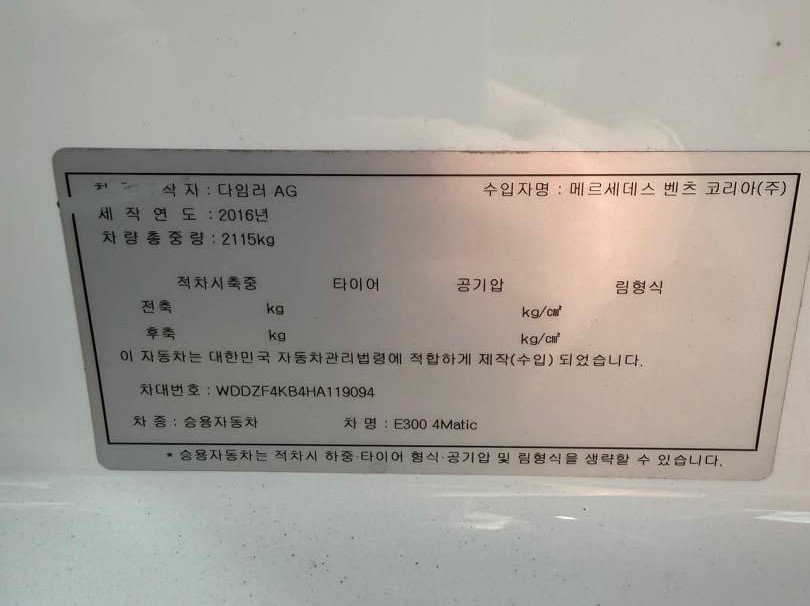 작 자 : 다임러 AG 수입자명 : 메르세데스 벤츠 코리아(주)
제 작 연 도 : 2016년
차 량 총 중 량 : 2115kg
적차시축중 타이어 공기압 림형식
전축 kg kg/㎠
후축 kg kg/㎠
이 자동차는 대한민국 자동차관리법령에 적합하게 제작(수입) 되었습니다.
차대번호 : WDDZF4KB4HA119094
차 종 : 승용자동차 차 명 : E300 4Matic
* 승용자동차는 적차시 하중·타이어 형식·공기압 및 림형식을 생략할 수 있습니다.